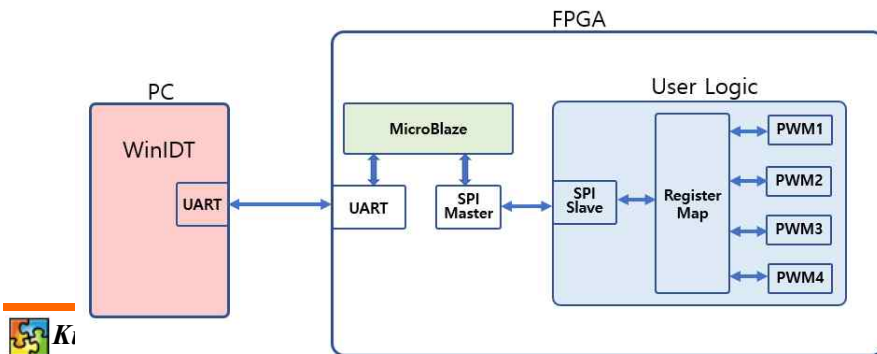 FPGA
PC
User Logic
WinIDT
MicroBlaze
UART
UART
SPI
Master
SPI
Slave
Register
Map
PWM1
PWM2
PWM3
PWM4